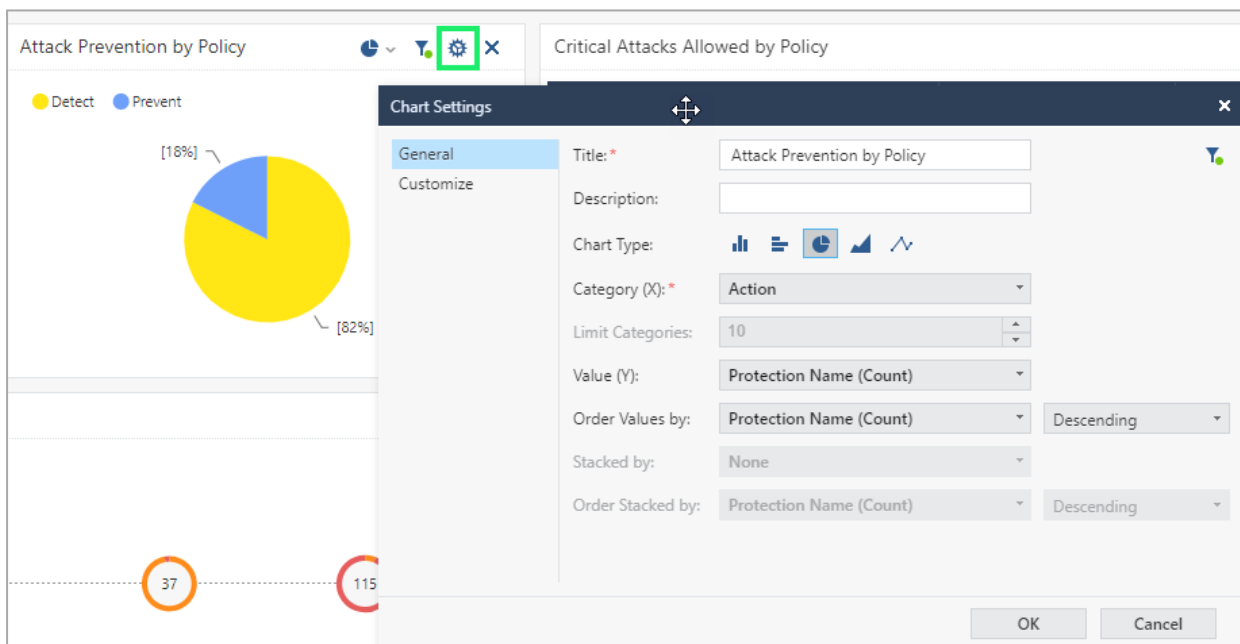 Attack Prevention by Policy
Critical Attacks Allowed by Policy
Detect Prevent
[18%]
[82%]
37
115
Chart Settings
General
Customize
Title:* Attack Prevention by Policy
Description:
Chart Type:
Category (X):* Action
Limit Categories: 10
Value (Y): Protection Name (Count)
Order Values by: Protection Name (Count) Descending
Stacked by: None
Order Stacked by: Protection Name (Count) Descending
OK Cancel